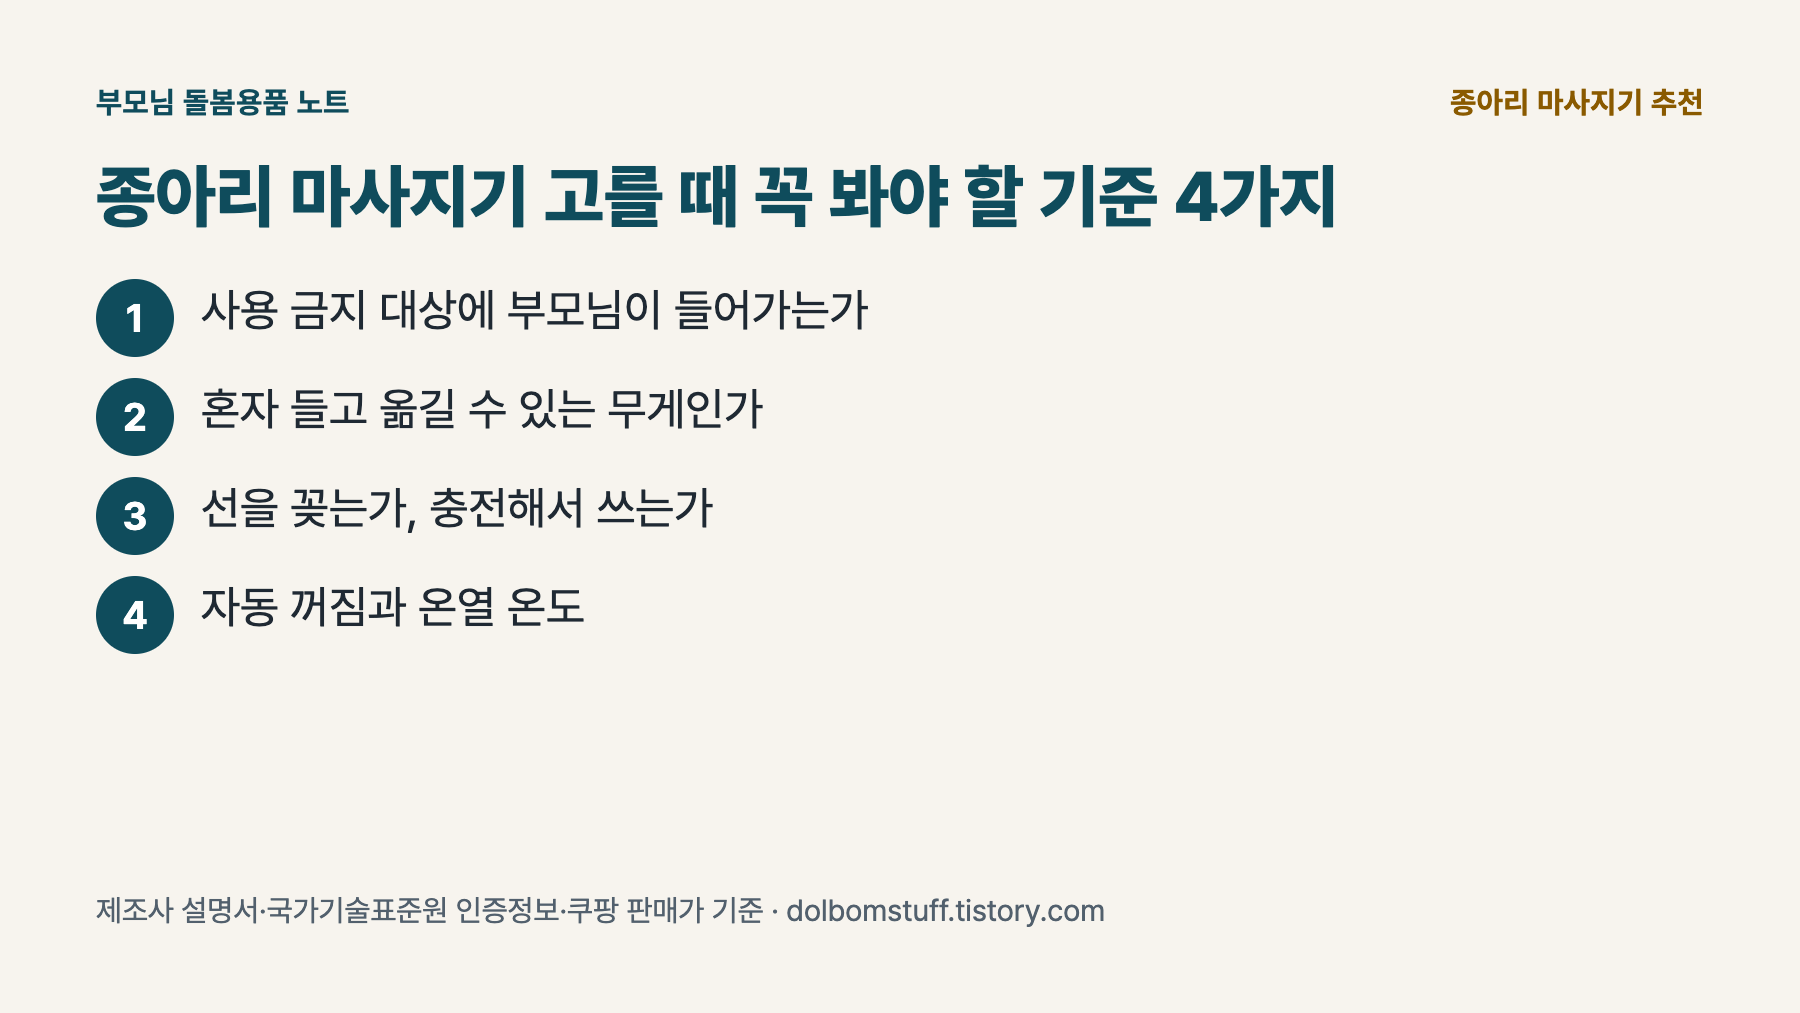 부모님 돌봄용품 노트
종아리 마사지기 추천
종아리 마사지기 고를 때 꼭 봐야 할 기준 4가지
1 사용 금지 대상에 부모님이 들어가는가
2 혼자 들고 옮길 수 있는 무게인가
3 선을 꽂는가, 충전해서 쓰는가
4 자동 꺼짐과 온열 온도
제조사 설명서·국가기술표준원 인증정보·쿠팡 판매가 기준 · dolbomstuff.tistory.com